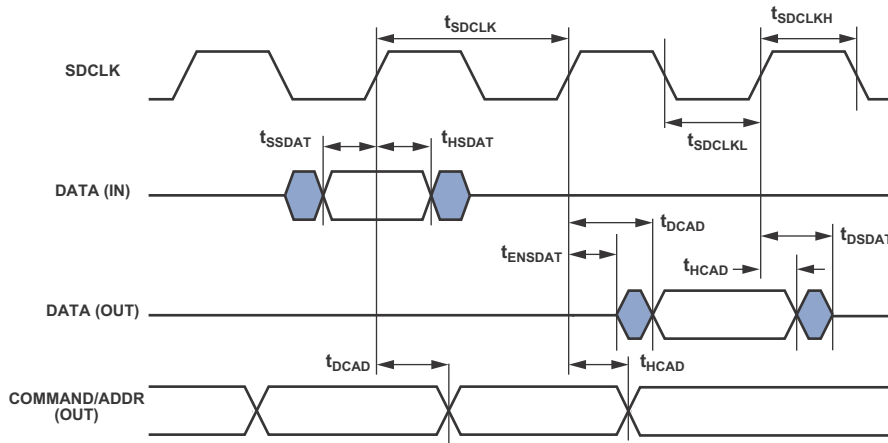 tSDCLK
tSDCLKH
SDCLK
tSSDAT
tHSDAT
tSDCLKL
DATA (IN)
tDCAD
tENSDAT
tDSDAT
tHCAD
DATA (OUT)
tDCAD
tHCAD
COMMAND/ADDR
(OUT)